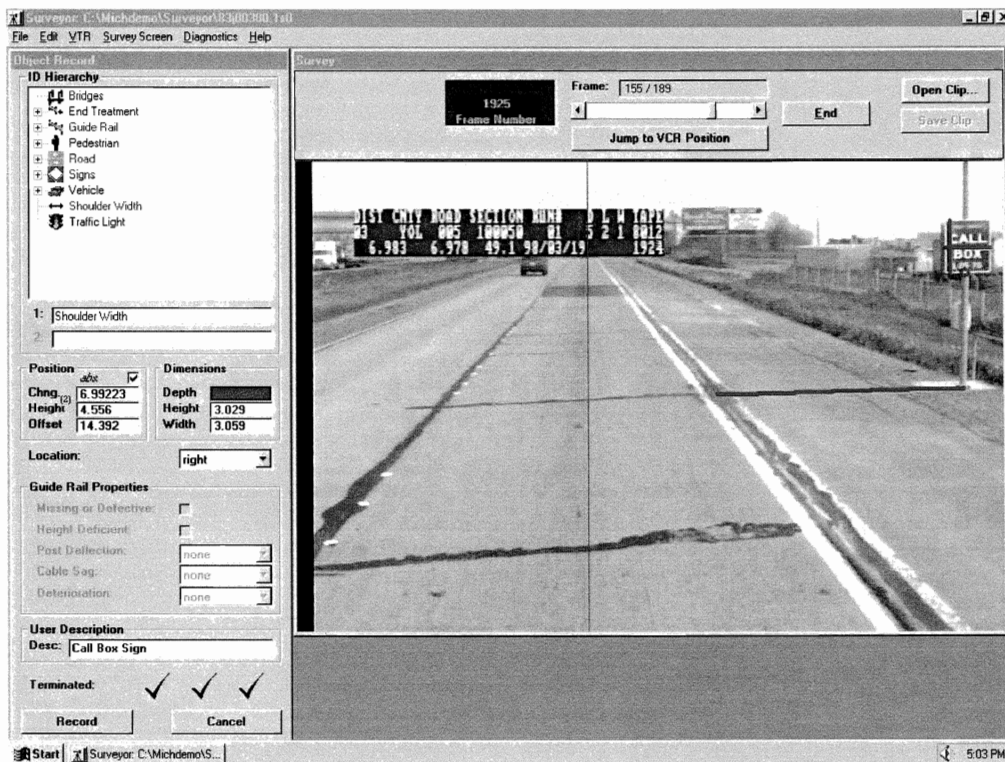 Surveyor: C:\Michdemo\Surveyor\83j00300.1s0
File Edit VTR Survey Screen Diagnostics Help
Object Record
ID Hierarchy
Bridges
End Treatment
Guide Rail
Pedestrian
Road
Signs
Vehicle
Shoulder Width
Traffic Light
1: Shoulder Width
2:
Position
abs
Chng.(2) 6.99223
Height 4.556
Offset 14.392
Dimensions
Depth
Height 3.029
Width 3.059
Location: right
Guide Rail Properties
Missing or Defective:
Height Deficient:
Post Deflection: none
Cable Sag: none
Deterioration: none
User Description
Desc: Call Box Sign
Terminated:
Record Cancel
Survey
1925
Frame Number
Frame: 155 / 189
Jump to VCR Position
End
Open Clip...
Save Clip
DIST CNTY ROAD SECTION RUN# D L W TAPE
03 YOL 005 100050 01 5 2 1 8012
6.983 6.978 49.1 98/03/19 1924
CALL
BOX
Start Surveyor: C:\Michdemo\S... 5:03 PM